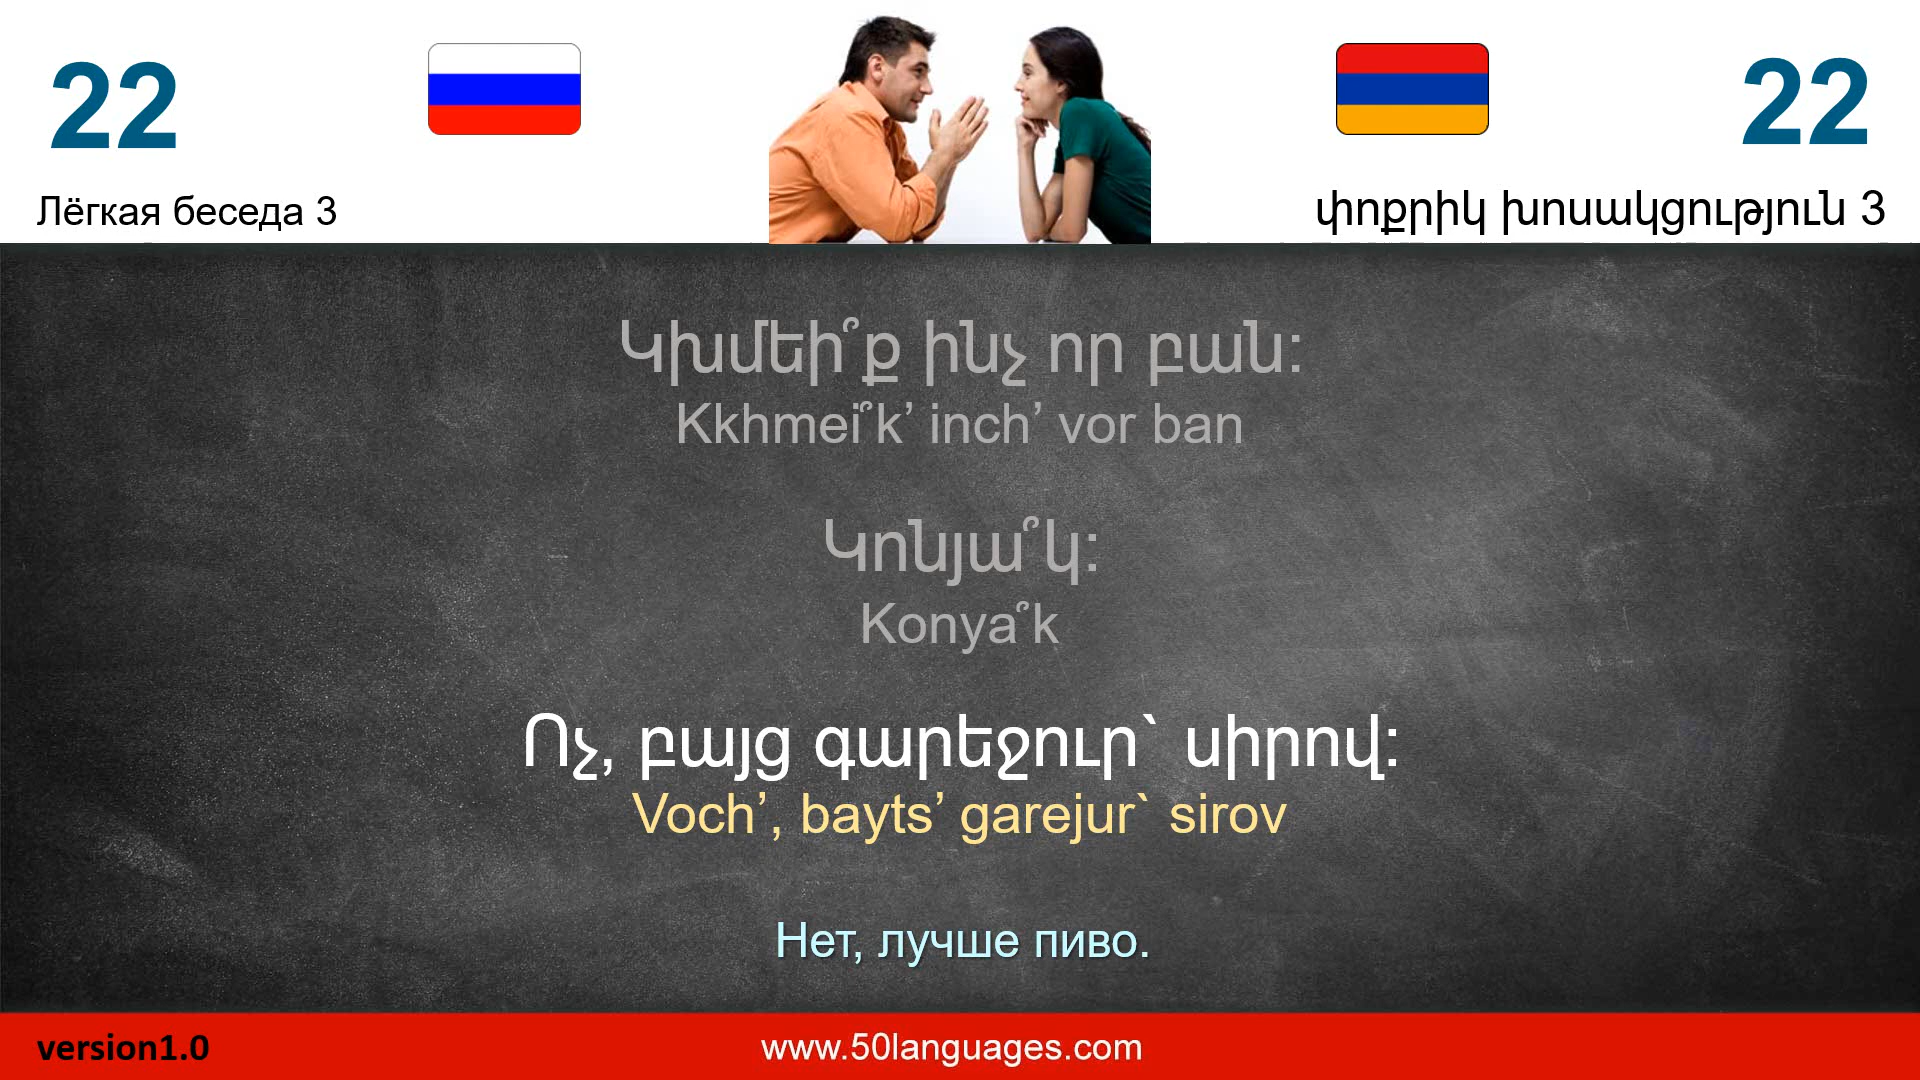 22
22
Лёгкая беседа 3
փոքրիկ խոսակցություն 3
Կխմեի՞ք ինչ որ բան:
Kkhmei՞k’ inch’ vor ban
Կոնյա՞կ:
Konya՞k
Ոչ, բայց գարեջուր` սիրով:
Voch’, bayts’ garejur` sirov
Нет, лучше пиво.
version1.0
www.50languages.com